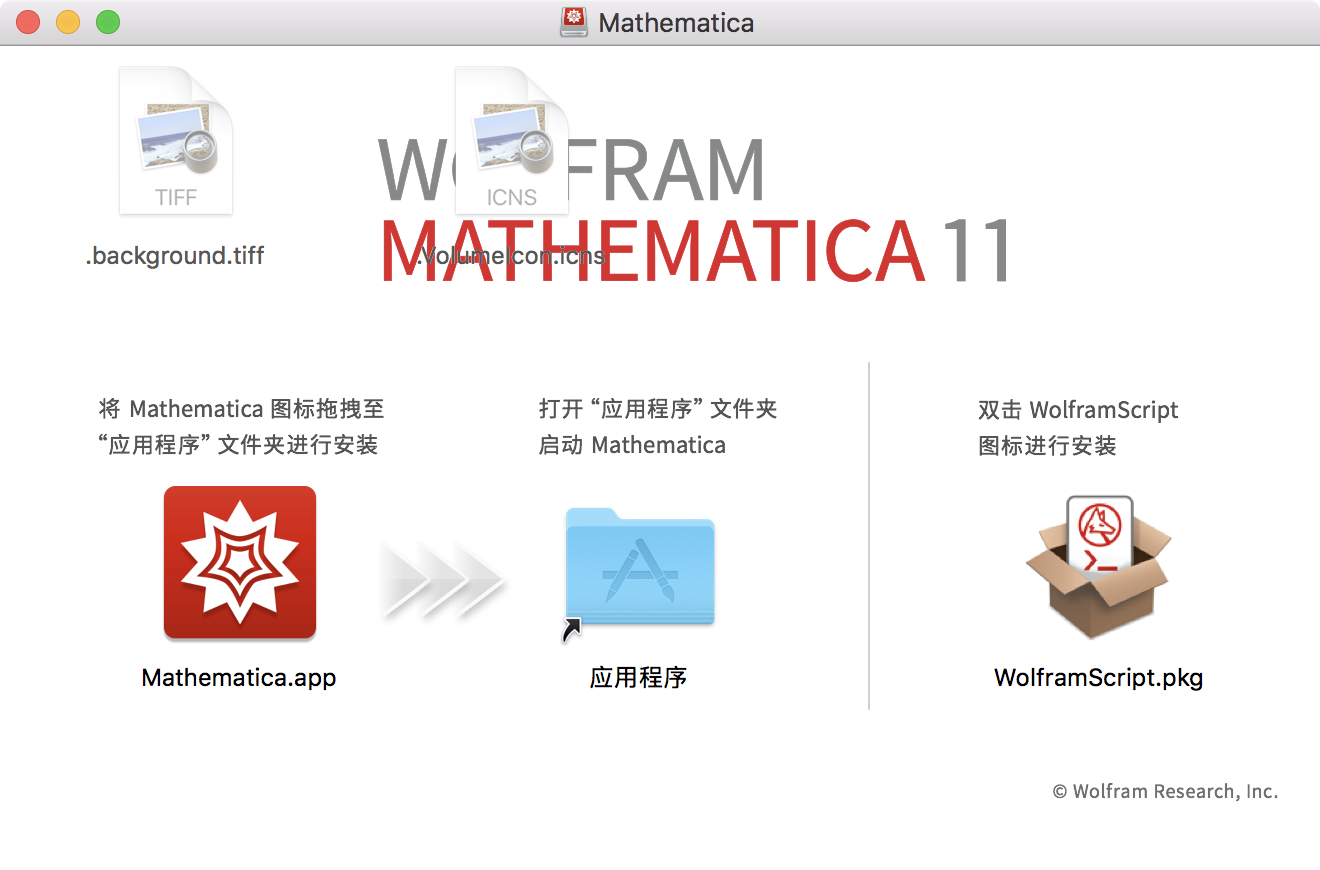 Mathematica
TIFF
ICNS
WOLFRAM
.background.tiff
.VolumeIcon.icns
MATHEMATICA 11
将 Mathematica 图标拖拽至
“应用程序” 文件夹进行安装
打开 “应用程序” 文件夹
启动 Mathematica
双击 WolframScript
图标进行安装
Mathematica.app
应用程序
WolframScript.pkg
© Wolfram Research, Inc.